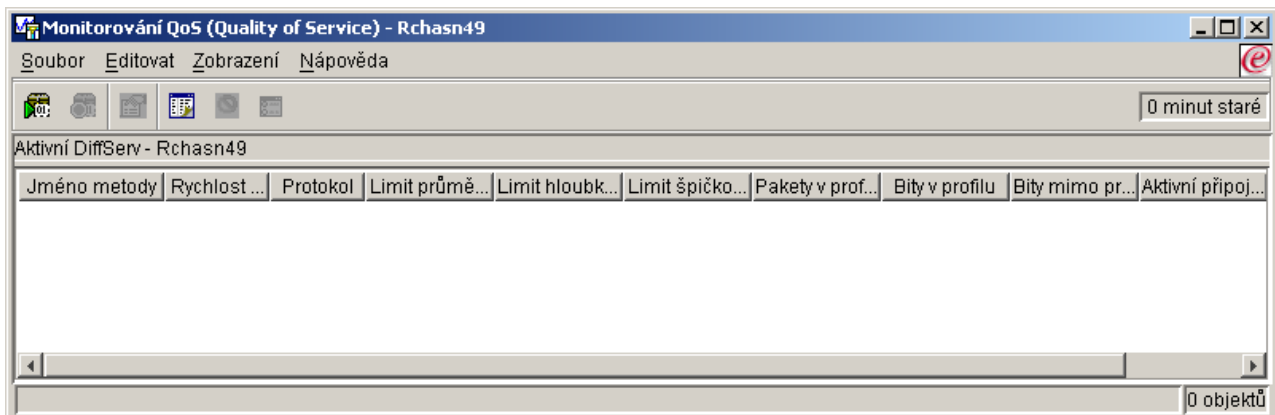 Monitorování QoS (Quality of Service) - Rchasn49
Soubor Editovat Zobrazení Nápověda
0 minut staré
Aktivní DiffServ - Rchasn49
Jméno metody Rychlost ... Protokol Limit průmě... Limit hloubk... Limit špičko... Pakety v prof... Bity v profilu Bity mimo pr... Aktivní připoj...
0 objektů